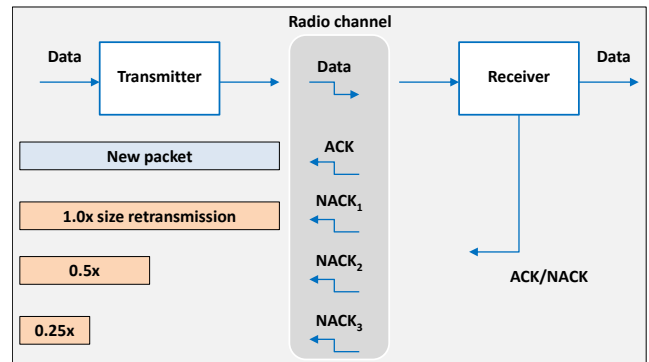 Radio channel
Data
Transmitter
Data
Receiver
Data
New packet
ACK
1.0x size retransmission
NACK1
0.5x
NACK2
ACK/NACK
0.25x
NACK3